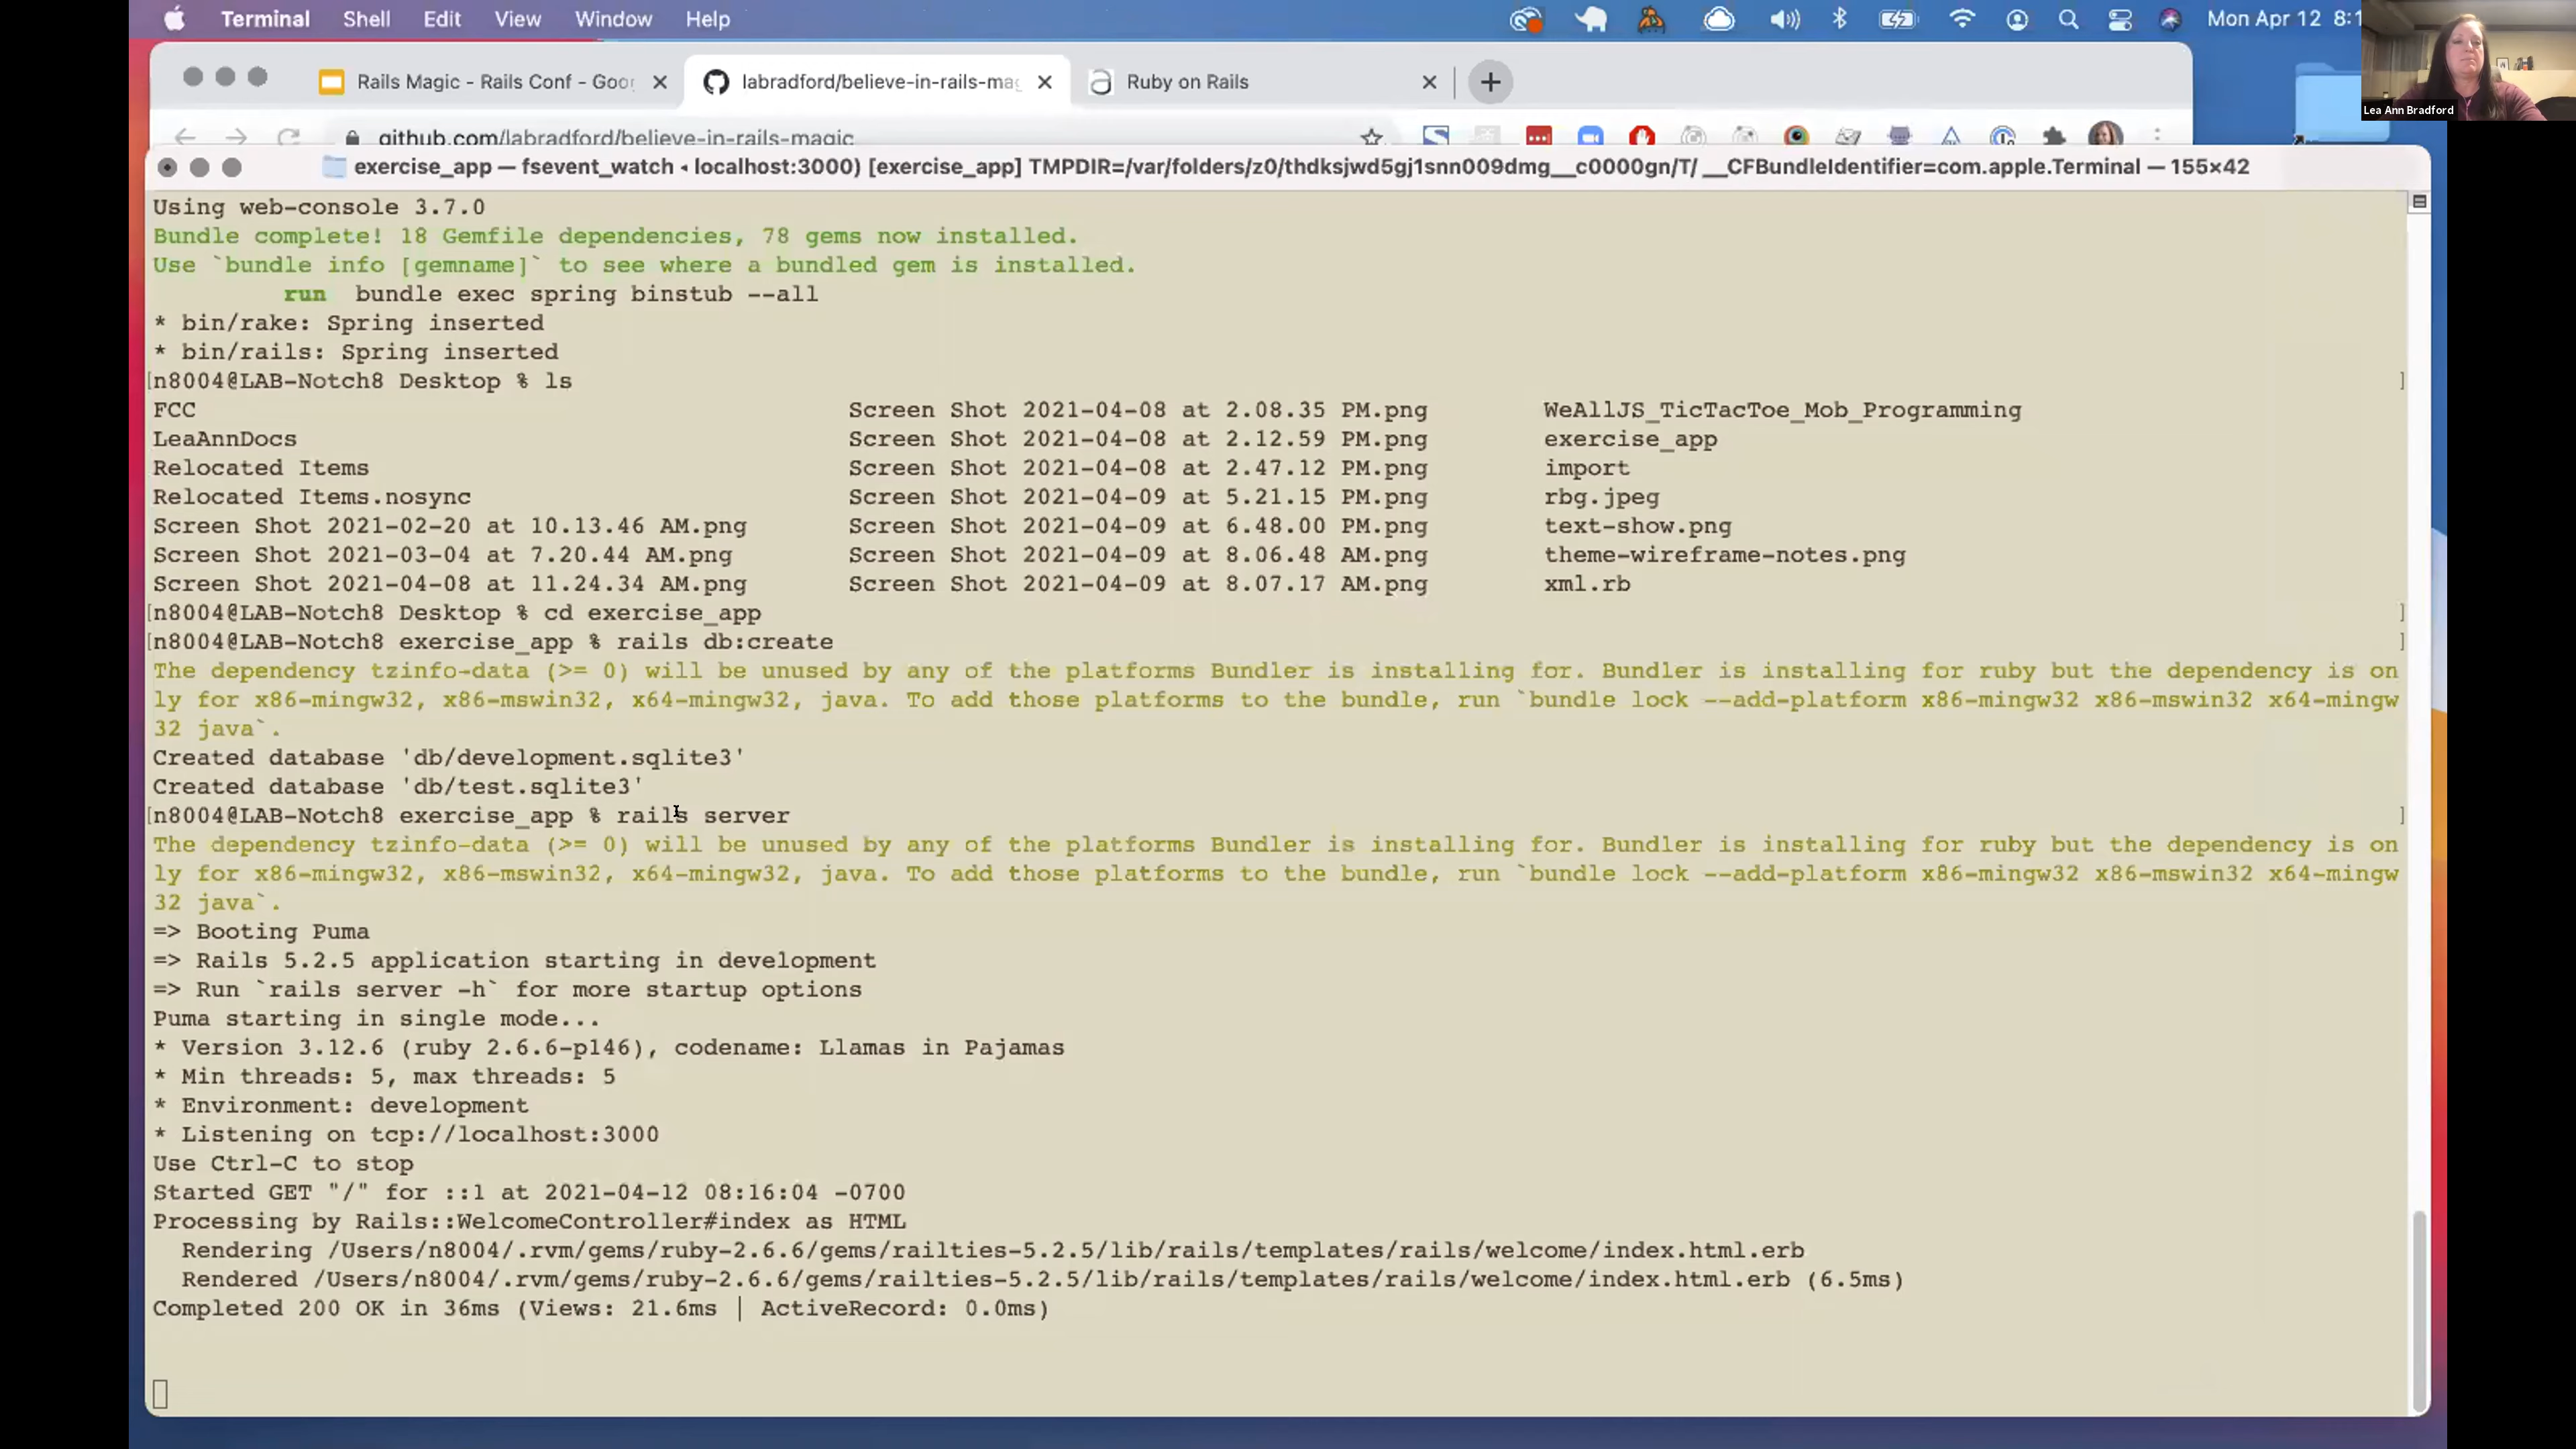 Terminal Shell Edit View Window Help Mon Apr 12 8:1
Lea Ann Bradford
Rails Magic - Rails Conf - Goo
labradford/believe-in-rails-ma
Ruby on Rails
github.com/labradford/believe-in-rails-magic
exercise_app — fsevent_watch ◂ localhost:3000) [exercise_app] TMPDIR=/var/folders/z0/thdksjwd5gj1snn009dmg__c0000gn/T/ __CFBundleIdentifier=com.apple.Terminal — 155×42
Using web-console 3.7.0
Bundle complete! 18 Gemfile dependencies, 78 gems now installed.
Use `bundle info [gemname]` to see where a bundled gem is installed.
run bundle exec spring binstub --all
* bin/rake: Spring inserted
* bin/rails: Spring inserted
[n8004@LAB-Notch8 Desktop % ls ]
FCC Screen Shot 2021-04-08 at 2.08.35 PM.png WeAllJS_TicTacToe_Mob_Programming
LeaAnnDocs Screen Shot 2021-04-08 at 2.12.59 PM.png exercise_app
Relocated Items Screen Shot 2021-04-08 at 2.47.12 PM.png import
Relocated Items.nosync Screen Shot 2021-04-09 at 5.21.15 PM.png rbg.jpeg
Screen Shot 2021-02-20 at 10.13.46 AM.png Screen Shot 2021-04-09 at 6.48.00 PM.png text-show.png
Screen Shot 2021-03-04 at 7.20.44 AM.png Screen Shot 2021-04-09 at 8.06.48 AM.png theme-wireframe-notes.png
Screen Shot 2021-04-08 at 11.24.34 AM.png Screen Shot 2021-04-09 at 8.07.17 AM.png xml.rb
[n8004@LAB-Notch8 Desktop % cd exercise_app ]
[n8004@LAB-Notch8 exercise_app % rails db:create ]
The dependency tzinfo-data (>= 0) will be unused by any of the platforms Bundler is installing for. Bundler is installing for ruby but the dependency is on
ly for x86-mingw32, x86-mswin32, x64-mingw32, java. To add those platforms to the bundle, run `bundle lock --add-platform x86-mingw32 x86-mswin32 x64-mingw
32 java`.
Created database 'db/development.sqlite3'
Created database 'db/test.sqlite3'
[n8004@LAB-Notch8 exercise_app % rails server ]
The dependency tzinfo-data (>= 0) will be unused by any of the platforms Bundler is installing for. Bundler is installing for ruby but the dependency is on
ly for x86-mingw32, x86-mswin32, x64-mingw32, java. To add those platforms to the bundle, run `bundle lock --add-platform x86-mingw32 x86-mswin32 x64-mingw
32 java`.
=> Booting Puma
=> Rails 5.2.5 application starting in development
=> Run `rails server -h` for more startup options
Puma starting in single mode...
* Version 3.12.6 (ruby 2.6.6-p146), codename: Llamas in Pajamas
* Min threads: 5, max threads: 5
* Environment: development
* Listening on tcp://localhost:3000
Use Ctrl-C to stop
Started GET "/" for ::1 at 2021-04-12 08:16:04 -0700
Processing by Rails::WelcomeController#index as HTML
Rendering /Users/n8004/.rvm/gems/ruby-2.6.6/gems/railties-5.2.5/lib/rails/templates/rails/welcome/index.html.erb
Rendered /Users/n8004/.rvm/gems/ruby-2.6.6/gems/railties-5.2.5/lib/rails/templates/rails/welcome/index.html.erb (6.5ms)
Completed 200 OK in 36ms (Views: 21.6ms | ActiveRecord: 0.0ms)